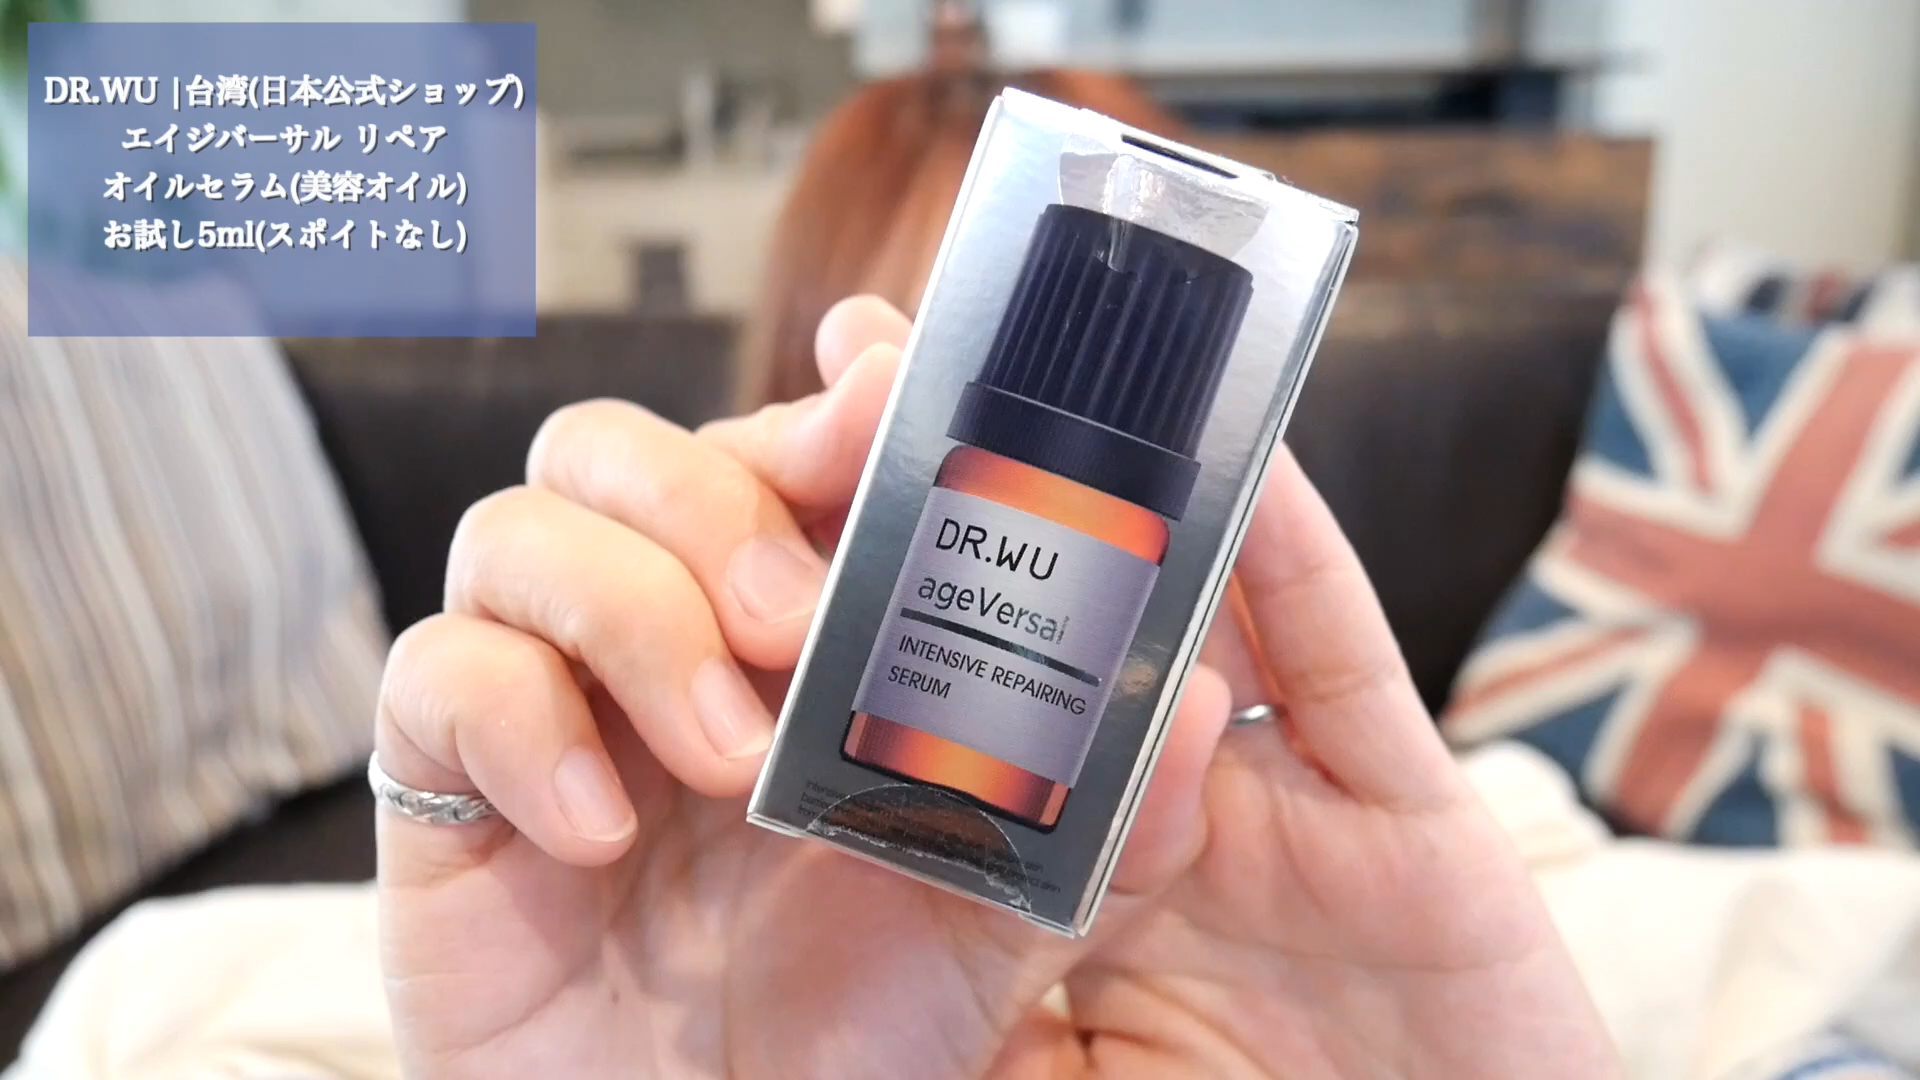 DR.WU |台湾(日本公式ショップ)
エイジバーサル リペア
オイルセラム(美容オイル)
お試し5ml(スポイトなし)
DR.WU
ageVersal
INTENSIVE REPAIRING
SERUM